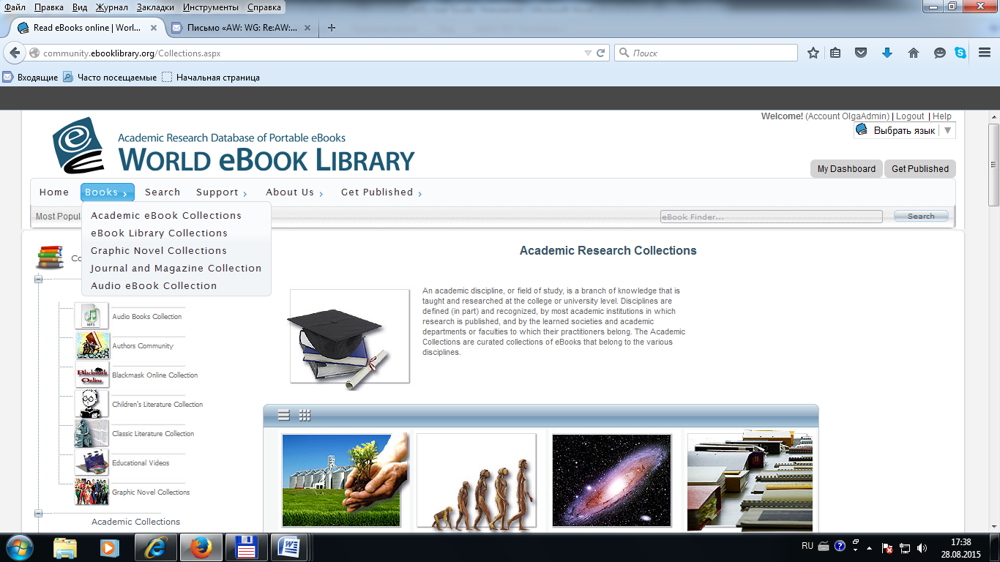 Файл Правка Вид Журнал Закладки Инструменты Справка
Read eBooks online | Worl... Письмо «AW: WG: Re:AW:...
community.ebooklibrary.org/Collections.aspx Поиск
Входящие Часто посещаемые Начальная страница
Welcome! (Account OlgaAdmin) | Logout | Help
Выбрать язык
Academic Research Database of Portable eBooks
WORLD eBOOK LIBRARY
My Dashboard Get Published
Home Books Search Support About Us Get Published
Most Popul eBook Finder... Search
Academic eBook Collections
eBook Library Collections
Graphic Novel Collections
Journal and Magazine Collection
Audio eBook Collection
Co
Audio Books Collection
Authors Community
Blackmask Online
Blackmask Online Collection
Children's Literature Collection
Classic Literature Collection
Educational Videos
Graphic Novel Collections
Academic Collections
Academic Research Collections
An academic discipline, or field of study, is a branch of knowledge that is
taught and researched at the college or university level. Disciplines are
defined (in part) and recognized, by most academic institutions in which
research is published, and by the learned societies and academic
departments or faculties to which their practitioners belong. The Academic
Collections are curated collections of eBooks that belong to the various
disciplines.
RU 17:38
28.08.2015